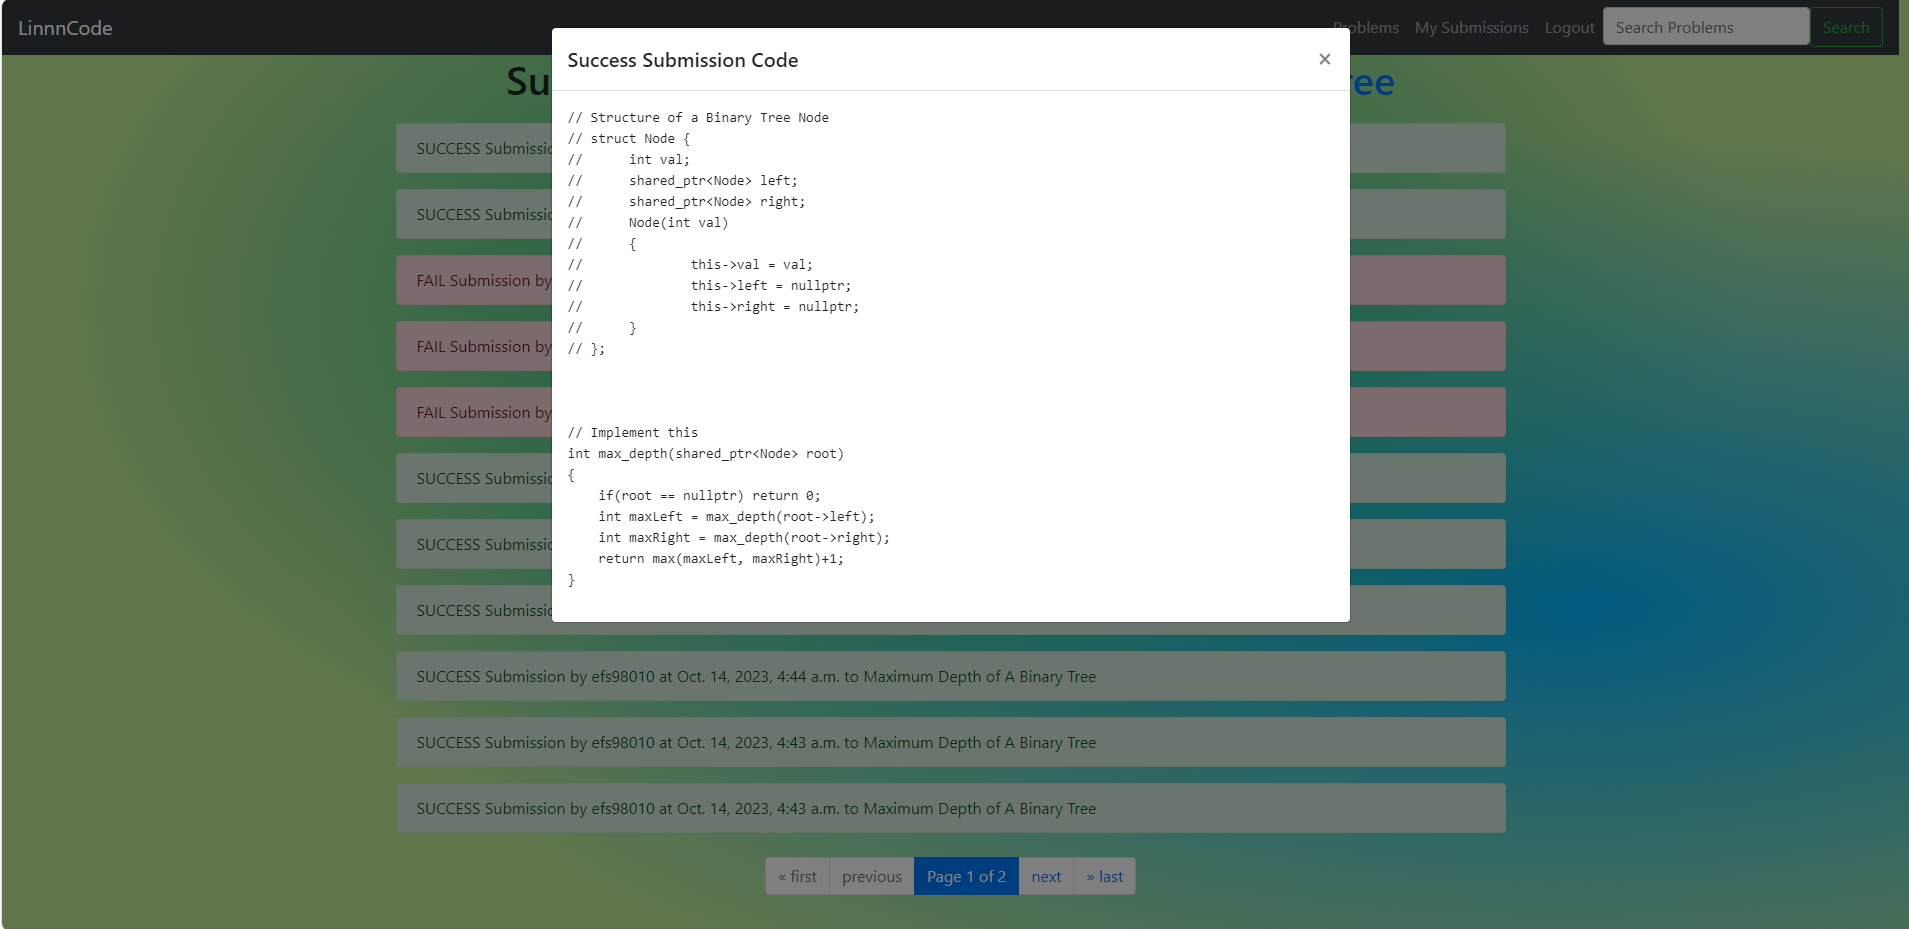 LinnnCode
Problems My Submissions Logout Search Problems Search
Su ree
Success Submission Code ×
// Structure of a Binary Tree Node
// struct Node {
//      int val;
//      shared_ptr<Node> left;
//      shared_ptr<Node> right;
//      Node(int val)
//      {
//              this->val = val;
//              this->left = nullptr;
//              this->right = nullptr;
//      }
// };
// Implement this
int max_depth(shared_ptr<Node> root)
{
    if(root == nullptr) return 0;
    int maxLeft = max_depth(root->left);
    int maxRight = max_depth(root->right);
    return max(maxLeft, maxRight)+1;
}
SUCCESS Submissio
SUCCESS Submissio
FAIL Submission by
FAIL Submission by
FAIL Submission by
SUCCESS Submissio
SUCCESS Submissio
SUCCESS Submissio
SUCCESS Submission by efs98010 at Oct. 14, 2023, 4:44 a.m. to Maximum Depth of A Binary Tree
SUCCESS Submission by efs98010 at Oct. 14, 2023, 4:43 a.m. to Maximum Depth of A Binary Tree
SUCCESS Submission by efs98010 at Oct. 14, 2023, 4:43 a.m. to Maximum Depth of A Binary Tree
« first previous Page 1 of 2 next » last